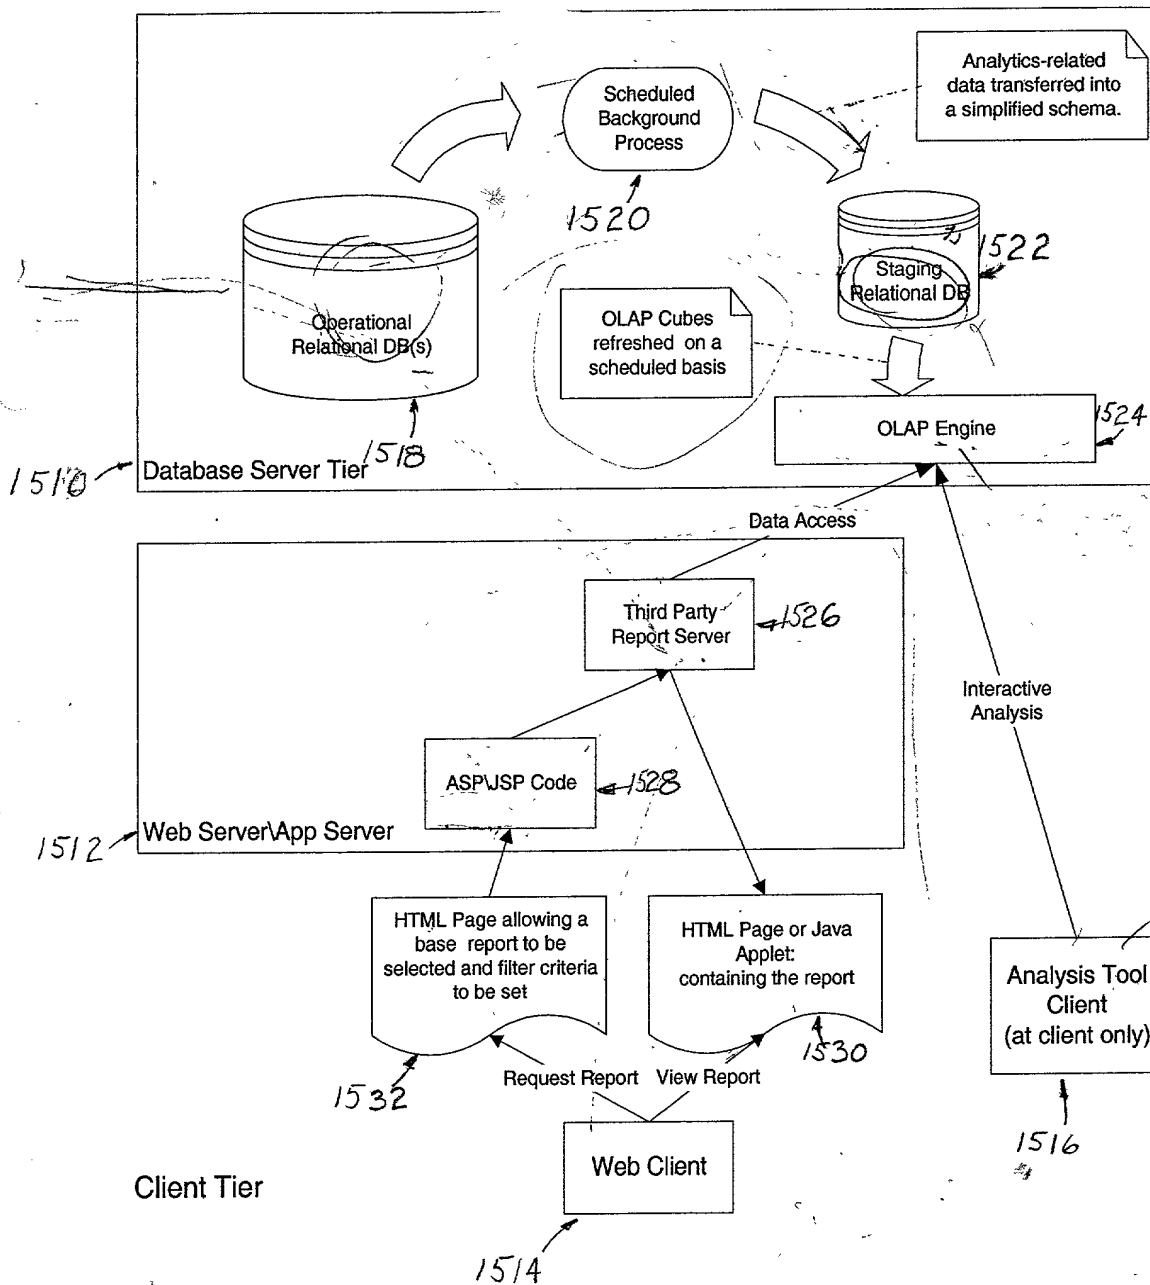 Analytics-related
data transferred into
a simplified schema.
Scheduled
Background
Process
1520
1522
Staging
Relational DB
Operational
Relational DB(s)
OLAP Cubes
refreshed on a
scheduled basis
1518
OLAP Engine
1524
1510
Database Server Tier
Data Access
Third Party
Report Server
1526
Interactive
Analysis
ASP\JSP Code
1528
1512
Web Server\App Server
HTML Page allowing a
base report to be
selected and filter criteria
to be set
HTML Page or Java
Applet:
containing the report
Analysis Tool
Client
(at client only)
1530
1532
Request Report
View Report
1516
Web Client
Client Tier
1514